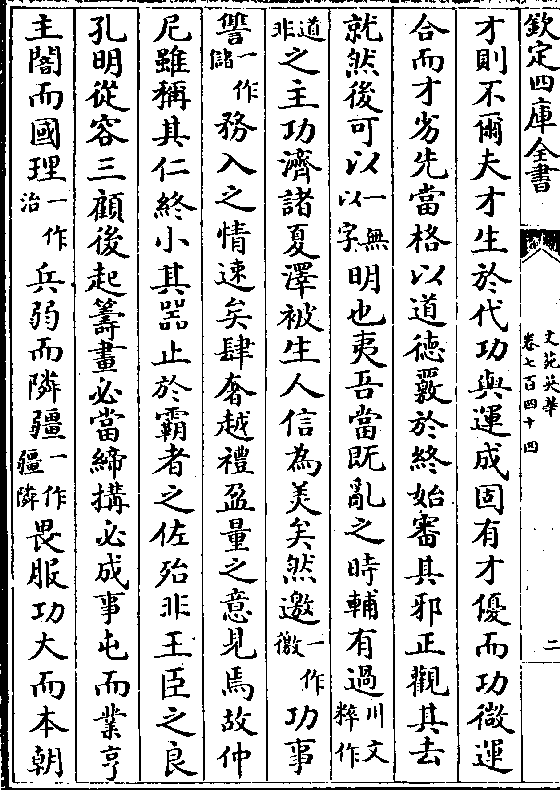 欽定四庫全書
文苑英華
卷七百四十四
二
才則不爾夫才生於代功與運成固有才優而功微運
合而才劣先當格以道德覈於終始審其邪正觀其去
就然後可以一無以字明也夷吾當既亂之時輔有過川文粹作
道非之主功濟諸夏澤被生人信為美矣然邀一作徼功事
讐一作儲務入之情速矣肆奢越禮盈量之意見焉故仲
尼雖稱其仁終小其器止於霸者之佐殆非王臣之良
孔明從容三顧後起籌畫必當締搆必成事屯而業亨
主闇而國理一作治兵弱而隣疆一作疆隣畏服功大而本朝